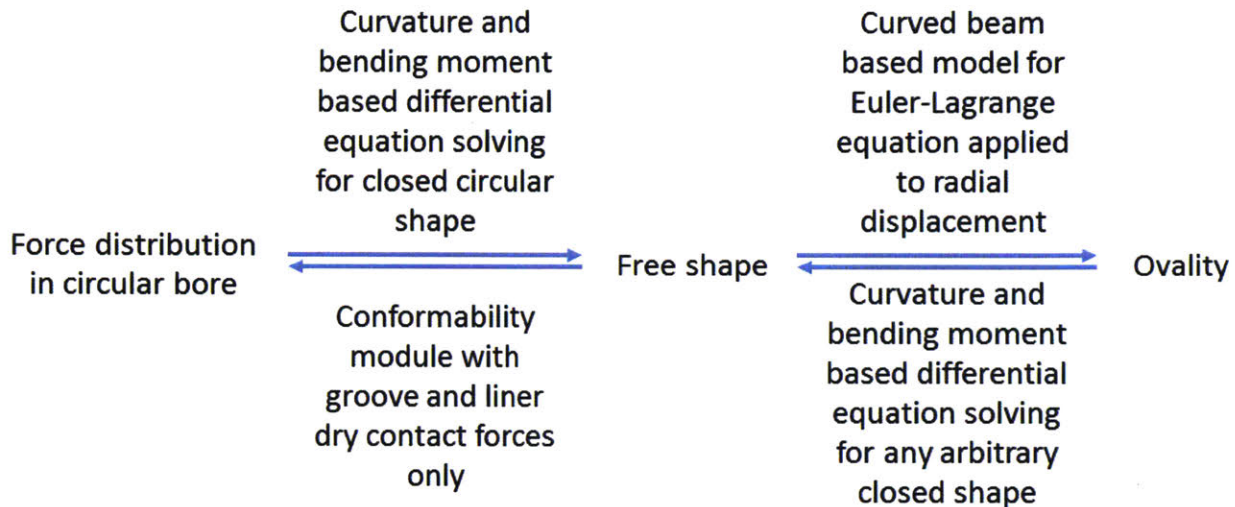 Curvature and
bending moment
based differential
equation solving
for closed circular
shape
Curved beam
based model for
Euler-Lagrange
equation applied
to radial
displacement
Force distribution
in circular bore
Free shape
Ovality
Conformability
module with
groove and liner
dry contact forces
only
Curvature and
bending moment
based differential
equation solving
for any arbitrary
closed shape